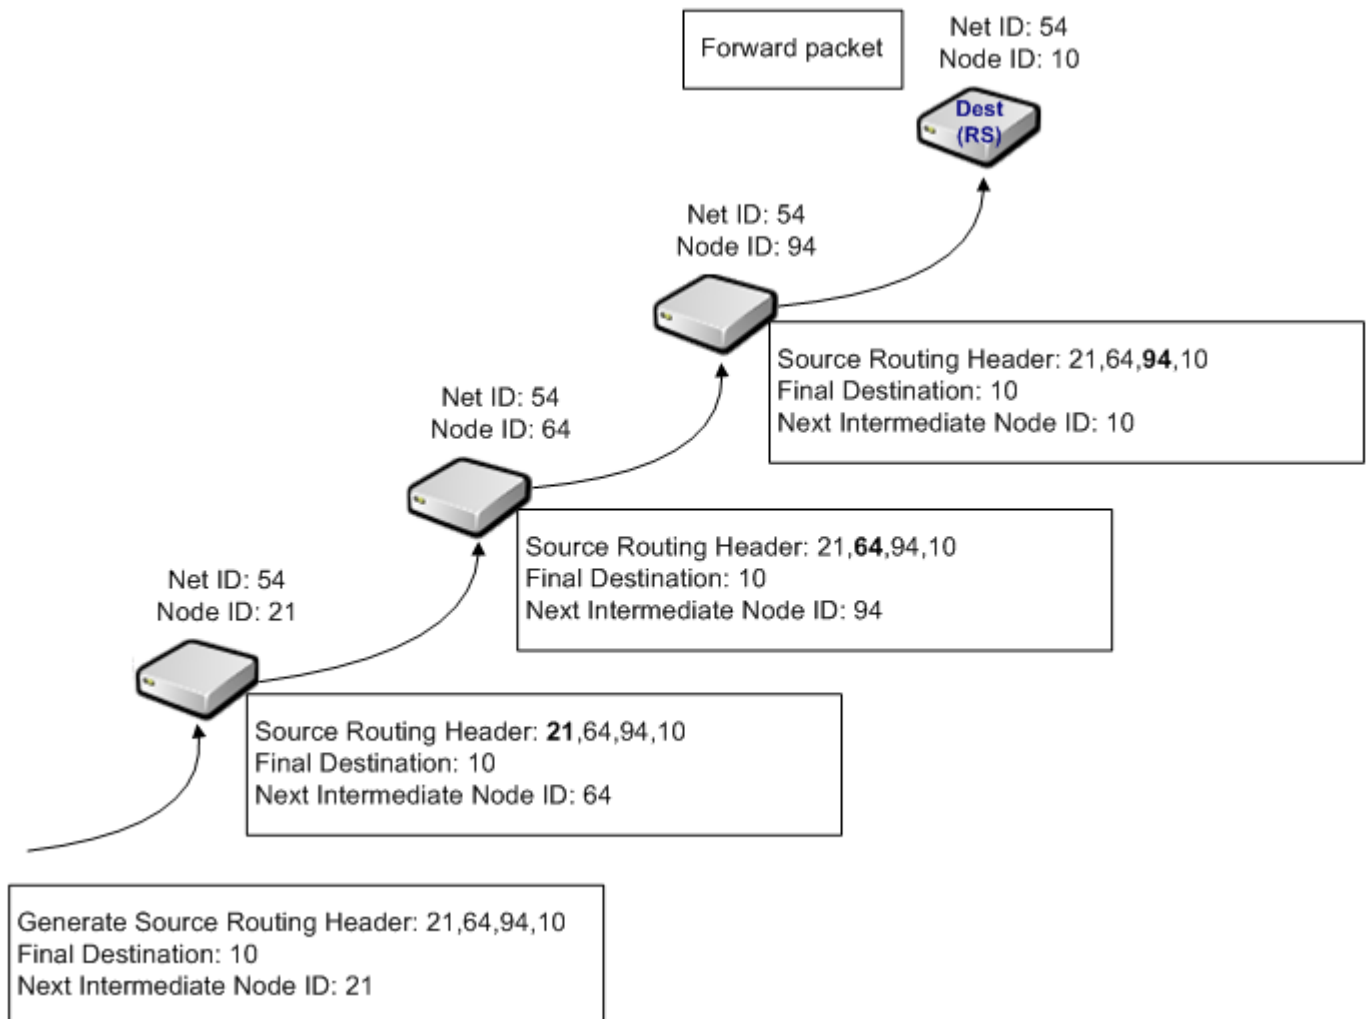 Forward packet
Net ID: 54
Node ID: 10
Dest
(RS)
Net ID: 54
Node ID: 94
Source Routing Header: 21,64,94,10
Final Destination: 10
Next Intermediate Node ID: 10
Net ID: 54
Node ID: 64
Source Routing Header: 21,64,94,10
Final Destination: 10
Next Intermediate Node ID: 94
Net ID: 54
Node ID: 21
Source Routing Header: 21,64,94,10
Final Destination: 10
Next Intermediate Node ID: 64
Generate Source Routing Header: 21,64,94,10
Final Destination: 10
Next Intermediate Node ID: 21